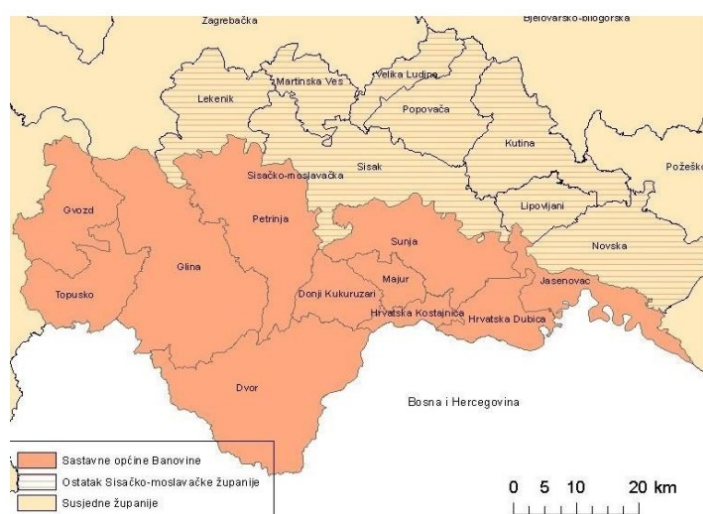 Zagrebačka
Bjelovarsko-bilogorska
Martinska Ves
Velika Ludina
Lekenik
Popovača
Kutina
Sisačko-moslavačka
Sisak
Požeško
Gvozd
Petrinja
Lipovljani
Sunja
Novska
Glina
Topusko
Majur
Jasenovac
Donji Kukuruzari
Hrvatska Kostajnica
Hrvatska Dubica
Dvor
Bosna i Hercegovina
Sastavne općine Banovine
Ostatak Sisačko-moslavačke županije
Susjedne županije
0 5 10 20 km